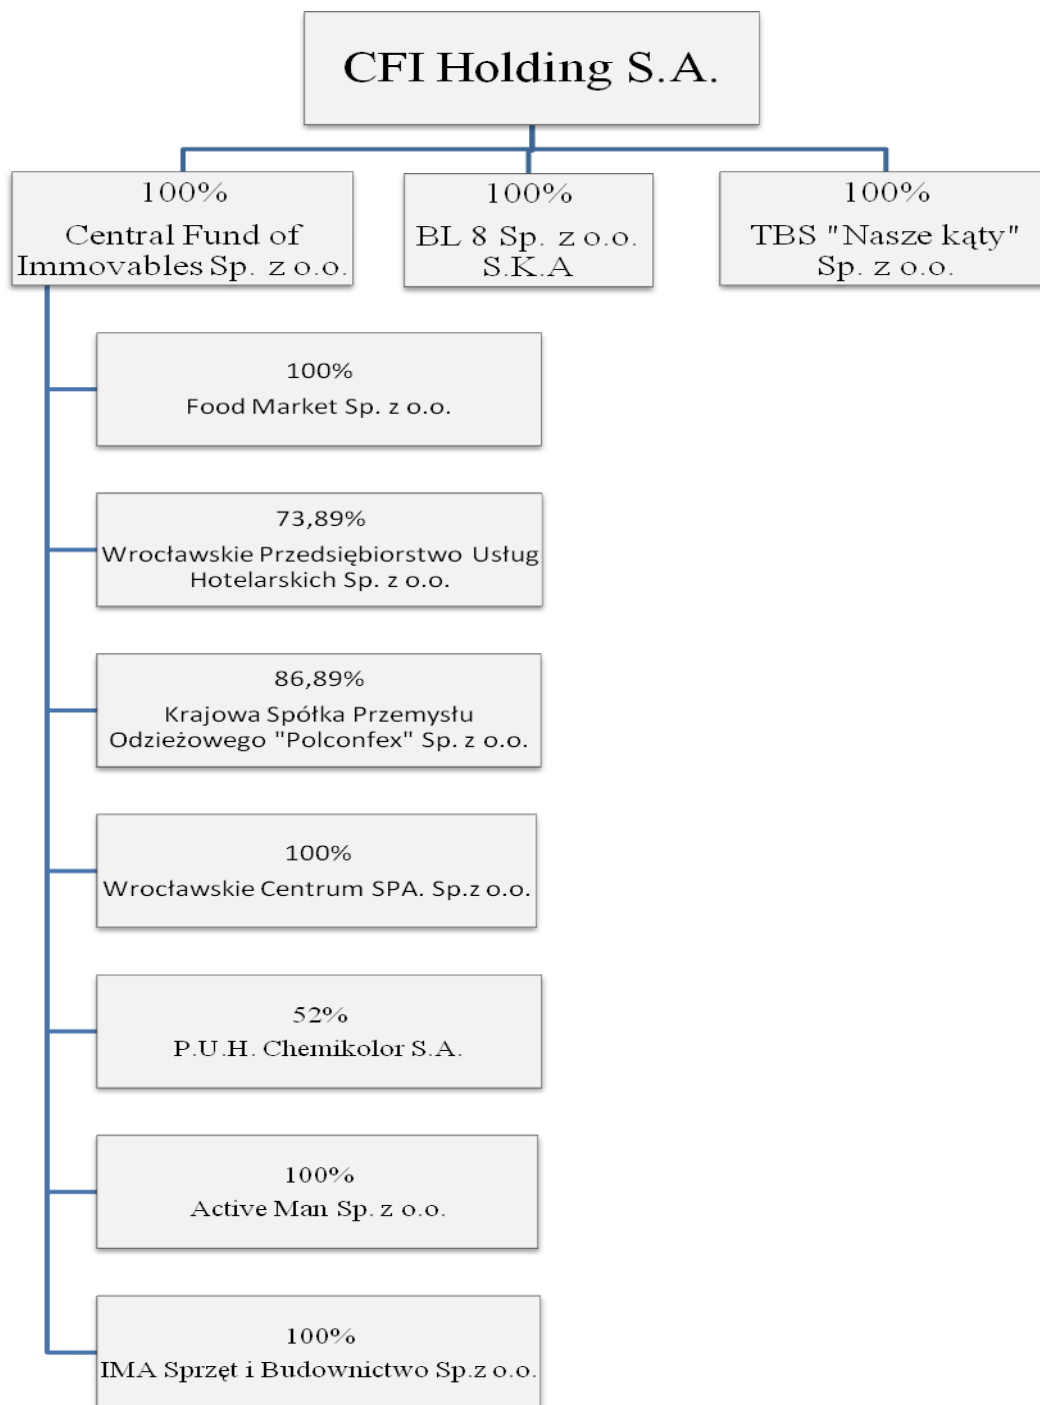 CFI Holding S.A.
100%
Central Fund of
Immovables Sp. z o.o.
100%
BL 8 Sp. z o.o.
S.K.A
100%
TBS "Nasze kąty"
Sp. z o.o.
100%
Food Market Sp. z o.o.
73,89%
Wrocławskie Przedsiębiorstwo Usług
Hotelarskich Sp. z o.o.
86,89%
Krajowa Spółka Przemysłu
Odzieżowego "Polconfex" Sp. z o.o.
100%
Wrocławskie Centrum SPA. Sp.z o.o.
52%
P.U.H. Chemikolor S.A.
100%
Active Man Sp. z o.o.
100%
IMA Sprzęt i Budownictwo Sp.z o.o.